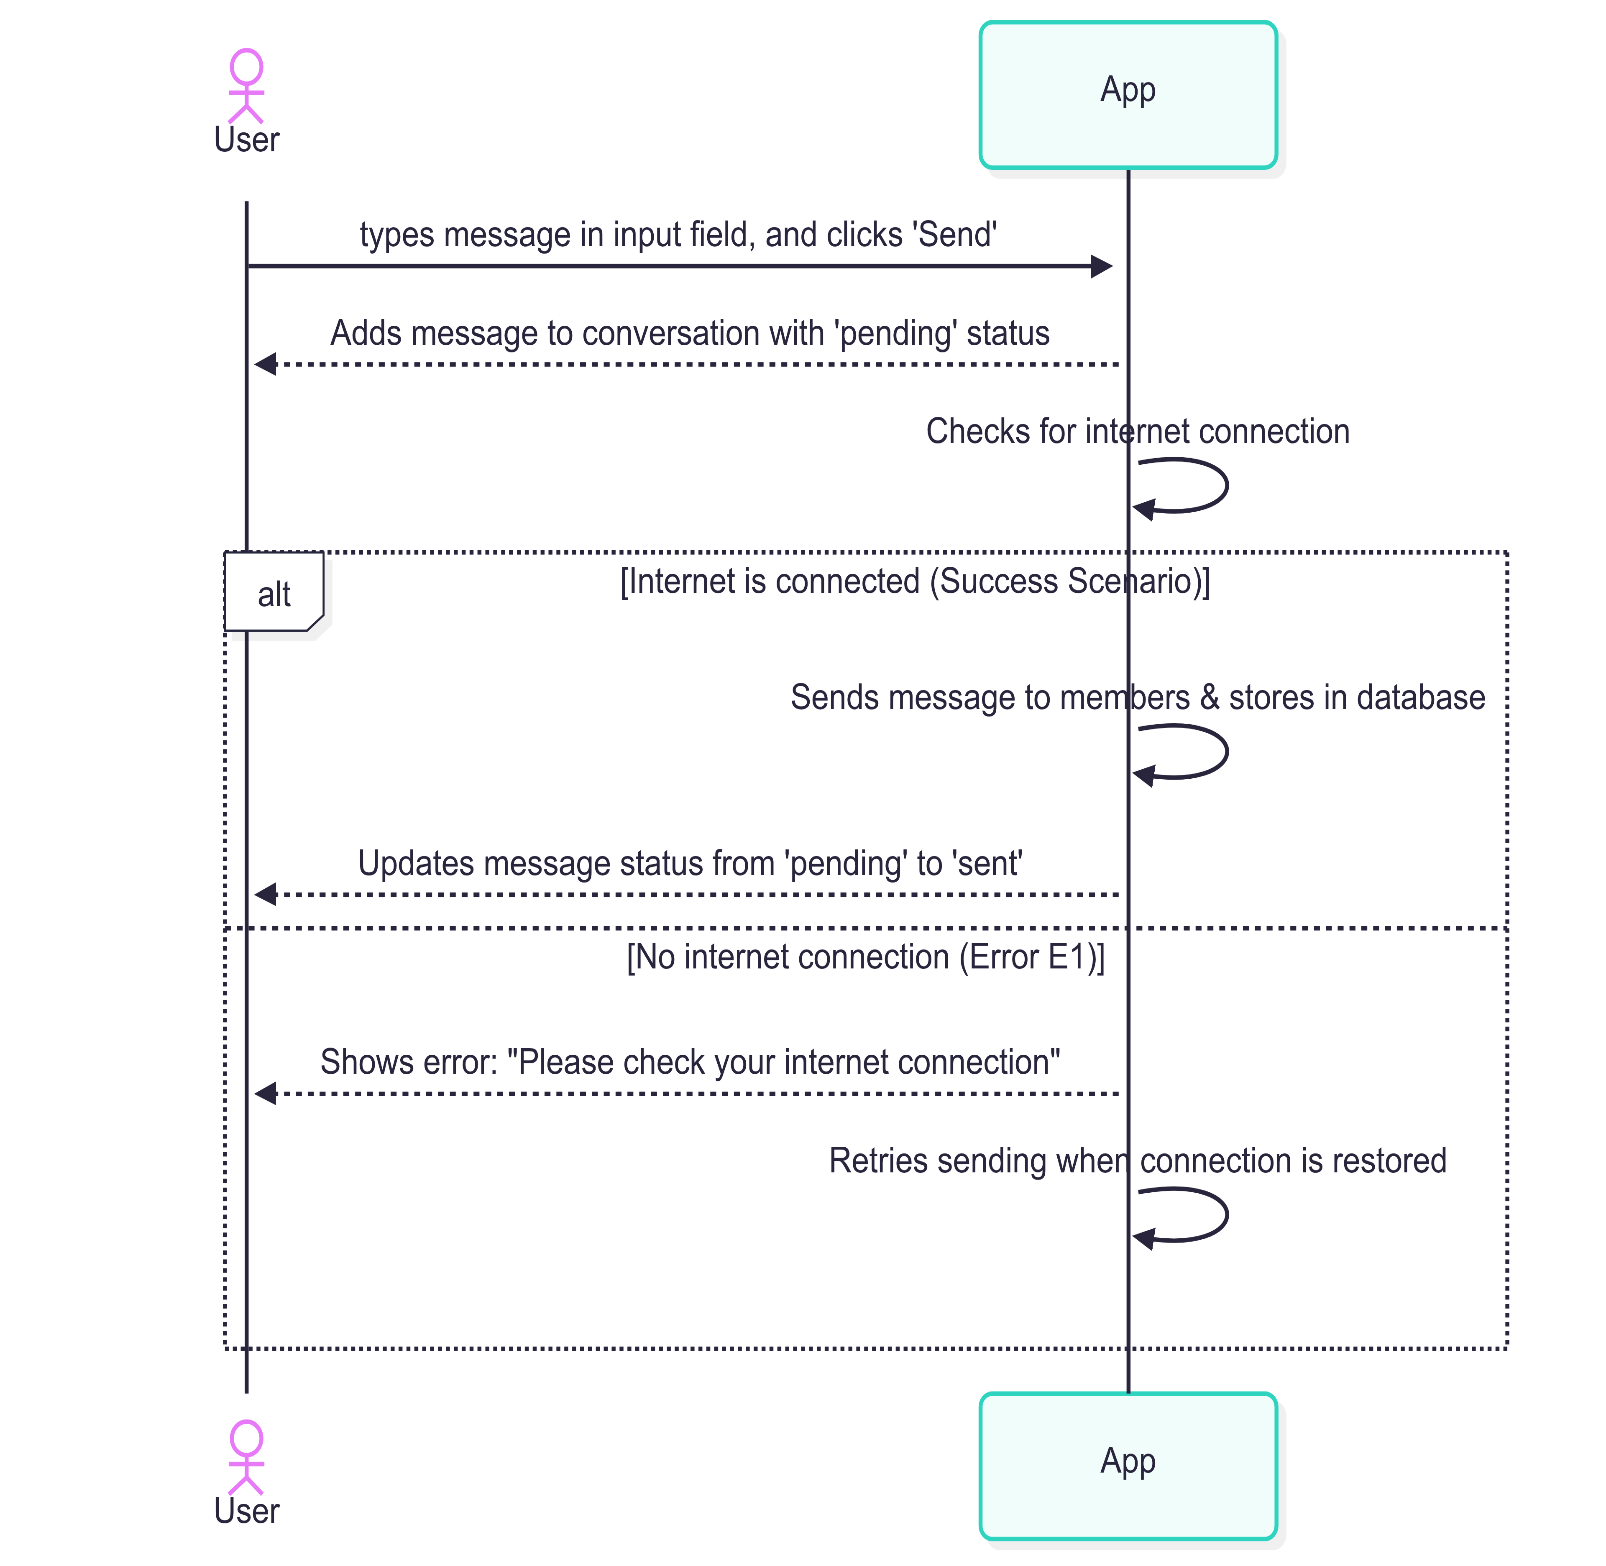 User
App
types message in input field, and clicks 'Send'
Adds message to conversation with 'pending' status
Checks for internet connection
alt
[Internet is connected (Success Scenario)]
Sends message to members & stores in database
Updates message status from 'pending' to 'sent'
[No internet connection (Error E1)]
Shows error: "Please check your internet connection"
Retries sending when connection is restored
User
App